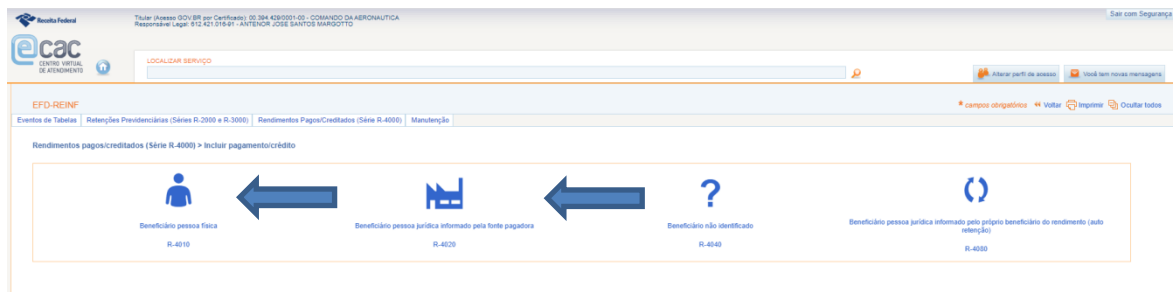 Receita Federal
Titular (Acesso GOV.BR por Certificado): 00.394.429/0001-00 - COMANDO DA AERONAUTICA
Responsável Legal: 612.421.016-91 - ANTENOR JOSE SANTOS MARGOTTO
Sair com Segurança
ecac
CENTRO VIRTUAL
DE ATENDIMENTO
LOCALIZAR SERVIÇO:
Alterar perfil de acesso
Você tem novas mensagens
EFD-REINF
* campos obrigatórios Voltar Imprimir Ocultar todos
Eventos de Tabelas Retenções Previdenciárias (Séries R-2000 e R-3000) Rendimentos Pagos/Creditados (Série R-4000) Manutenção
Rendimentos pagos/creditados (Série R-4000) > Incluir pagamento/crédito
?
Beneficiário pessoa física
R-4010
Beneficiário pessoa jurídica informado pela fonte pagadora
R-4020
Beneficiário não identificado
R-4040
Beneficiário pessoa jurídica informado pelo próprio beneficiário do rendimento (auto
retenção)
R-4080